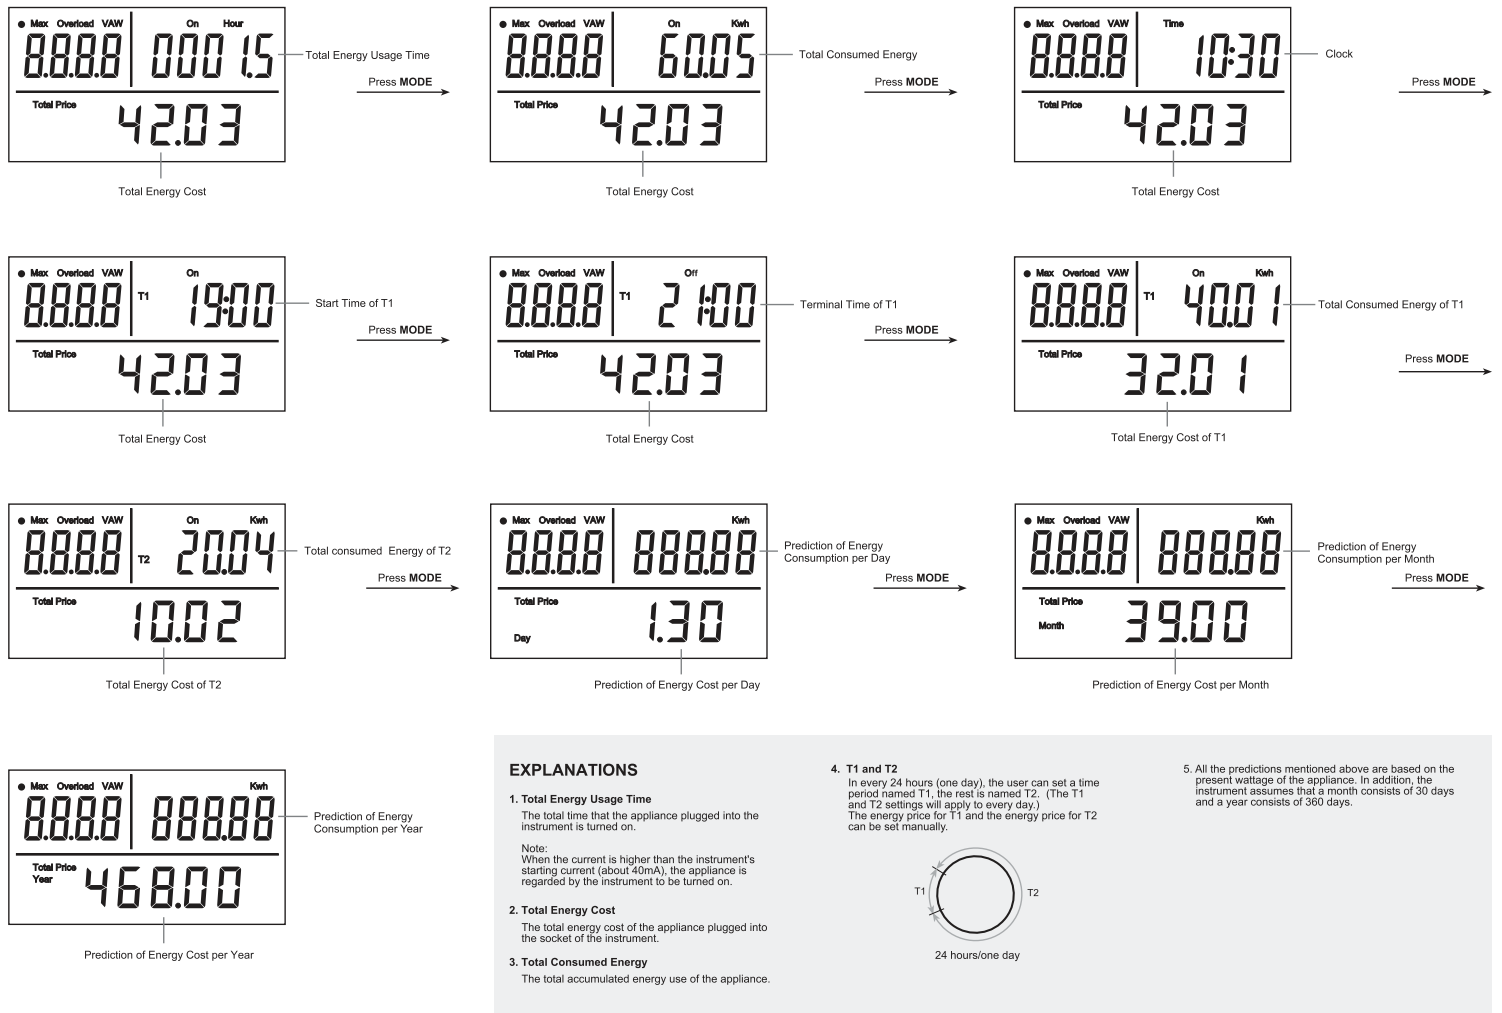 Max Overload VAW On Hour
8.8.8.8 0001.5
Total Energy Usage Time
Total Price
42.03
Total Energy Cost
Press MODE
Max Overload VAW On Kwh
8.8.8.8 60.05
Total Consumed Energy
Total Price
42.03
Total Energy Cost
Press MODE
Max Overload VAW Time
8.8.8.8 10:30
Clock
Total Price
42.03
Total Energy Cost
Press MODE
Max Overload VAW On
8.8.8.8 T1 19:00
Start Time of T1
Total Price
42.03
Total Energy Cost
Press MODE
Max Overload VAW Off
8.8.8.8 T1 21:00
Terminal Time of T1
Total Price
42.03
Total Energy Cost
Press MODE
Max Overload VAW On Kwh
8.8.8.8 T1 40.01
Total Consumed Energy of T1
Total Price
32.01
Total Energy Cost of T1
Press MODE
Max Overload VAW On Kwh
8.8.8.8 T2 20.04
Total consumed Energy of T2
Total Price
10.02
Total Energy Cost of T2
Press MODE
Max Overload VAW Kwh
8.8.8.8 888.88
Prediction of Energy
Consumption per Day
Total Price
Day
1.30
Prediction of Energy Cost per Day
Press MODE
Max Overload VAW Kwh
8.8.8.8 888.88
Prediction of Energy
Consumption per Month
Total Price
Month
39.00
Prediction of Energy Cost per Month
Press MODE
Max Overload VAW Kwh
8.8.8.8 888.88
Prediction of Energy
Consumption per Year
Total Price
Year
468.00
Prediction of Energy Cost per Year
EXPLANATIONS
1. Total Energy Usage Time
The total time that the appliance plugged into the
instrument is turned on.
Note:
When the current is higher than the instrument's
starting current (about 40mA), the appliance is
regarded by the instrument to be turned on.
2. Total Energy Cost
The total energy cost of the appliance plugged into
the socket of the instrument.
3. Total Consumed Energy
The total accumulated energy use of the appliance.
4. T1 and T2
In every 24 hours (one day), the user can set a time
period named T1, the rest is named T2. (The T1
and T2 settings will apply to every day.)
The energy price for T1 and the energy price for T2
can be set manually.
T1
T2
24 hours/one day
5. All the predictions mentioned above are based on the
present wattage of the appliance. In addition, the
instrument assumes that a month consists of 30 days
and a year consists of 360 days.